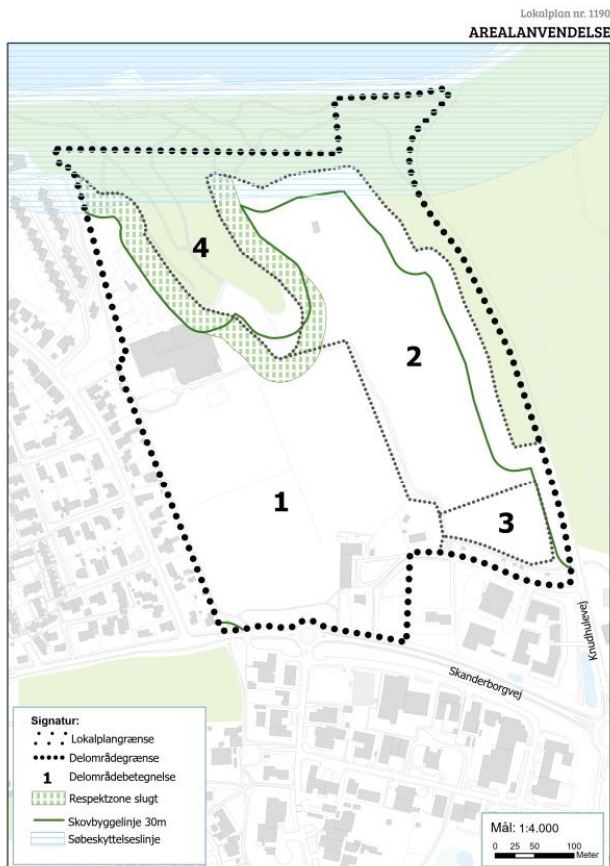 Lokalplan nr. 1190
AREALANVENDELSE
4
2
1
3
Knudhulevej
Skanderborgvej
Signatur:
Lokalplangrænse
Delområdegrænse
1 Delområdebetegnelse
Respektzone slugt
Skovbyggelinje 30m
Søbeskyttelseslinje
Mål: 1:4.000
0 25 50 100
Meter